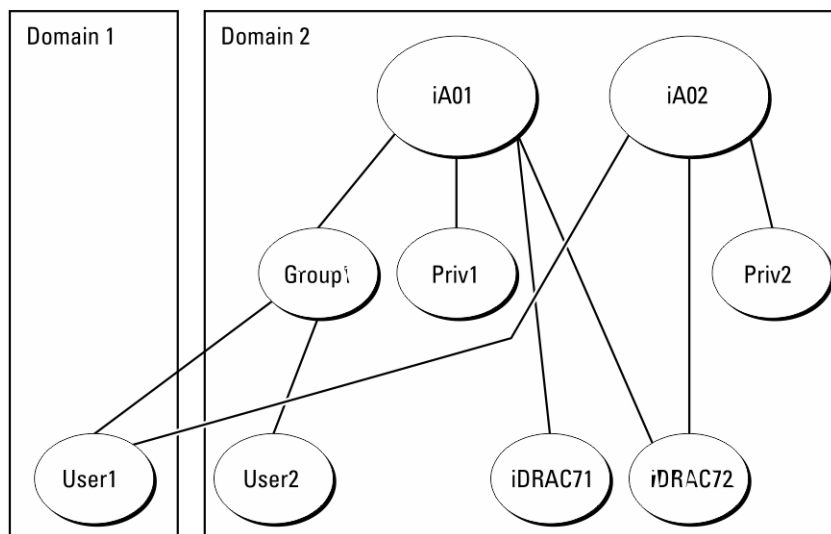 Domain 1
Domain 2
iA01
iA02
Group1
Priv1
Priv2
User1
User2
iDRAC71
iDRAC72